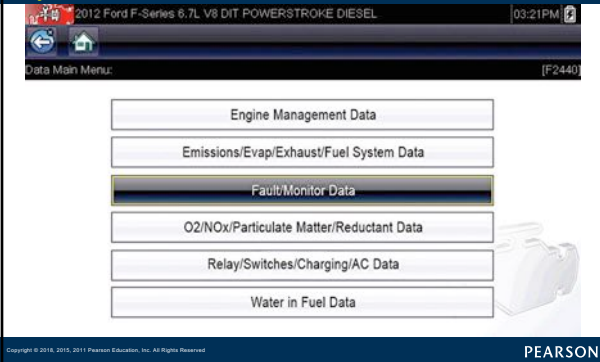 2012 Ford F-Series 6.7L V8 DIT POWERSTROKE DIESEL 03:21PM
Data Main Menu: [F2440]
Engine Management Data
Emissions/Evap/Exhaust/Fuel System Data
Fault/Monitor Data
O2/NOx/Particulate Matter/Reductant Data
Relay/Switches/Charging/AC Data
Water in Fuel Data
Copyright © 2018, 2015, 2011 Pearson Education, Inc. All Rights Reserved
PEARSON